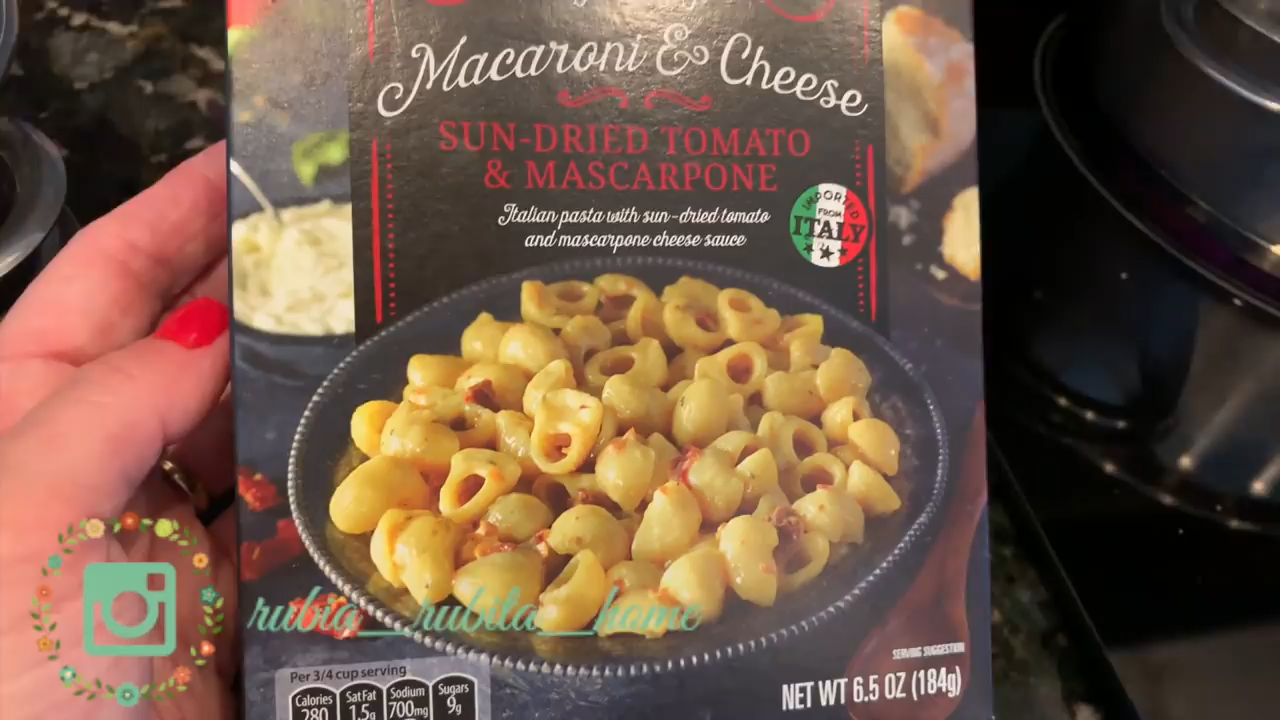 Macaroni & Cheese
SUN-DRIED TOMATO
& MASCARPONE
Italian pasta with sun-dried tomato
and mascarpone cheese sauce
IMPORTED
FROM
ITALY
rubia__rubita__home
SERVING SUGGESTION
Per 3/4 cup serving
Calories
280
Sat Fat
1.5g
Sodium
700mg
Sugars
9g
NET WT 6.5 OZ (184g)